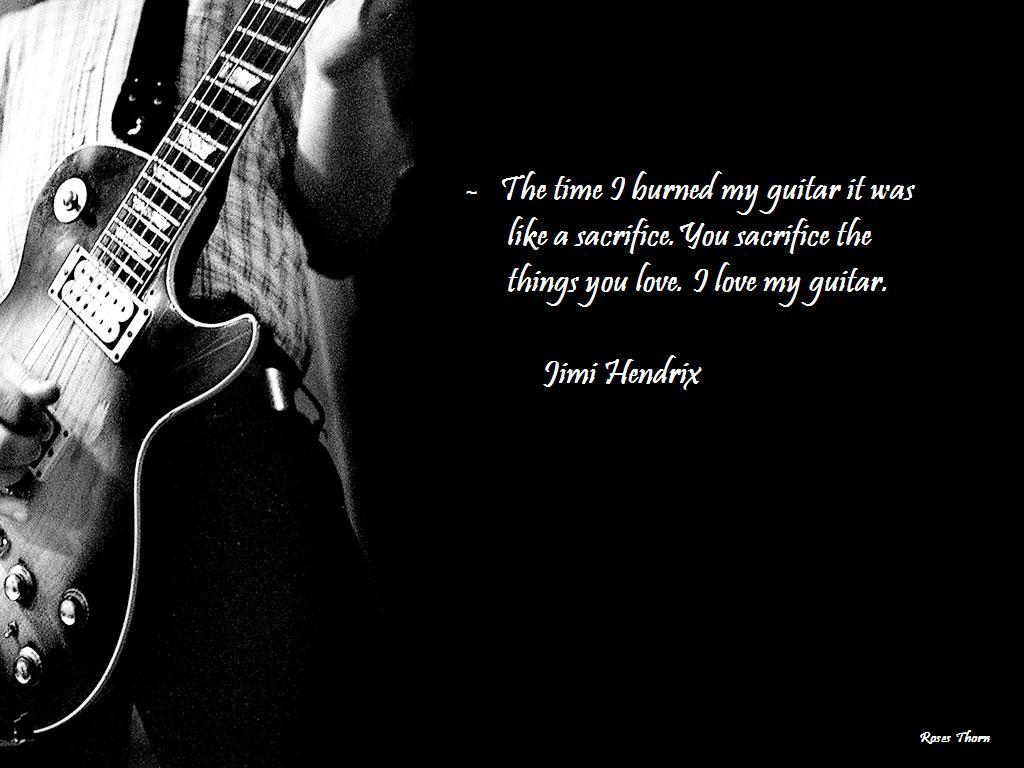 ~ The time I burned my guitar it was
like a sacrifice. You sacrifice the
things you love. I love my guitar.
Jimi Hendrix
Roses Thorn